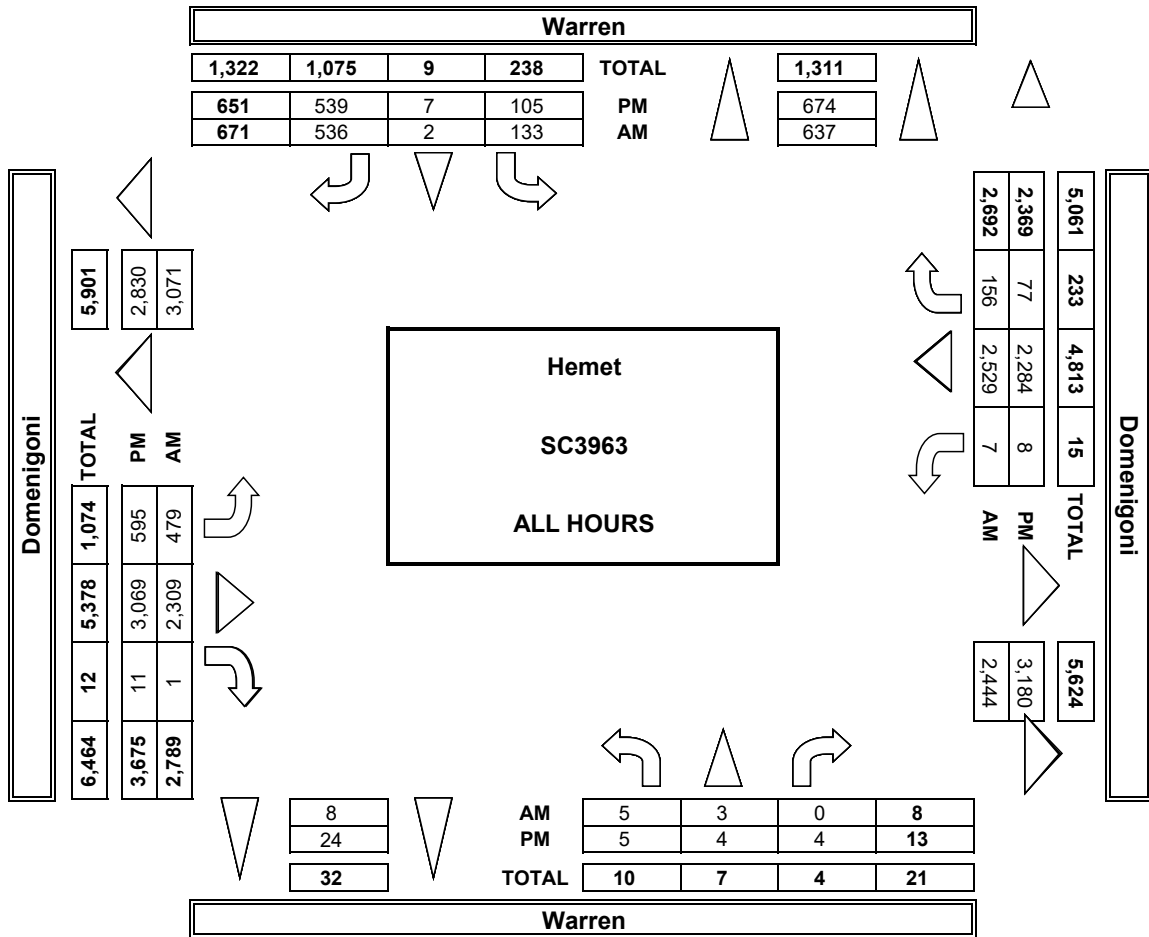 Warren
1,322 1,075 9 238 TOTAL 1,311
651 539 7 105 PM 674
671 536 2 133 AM 637
Domenigoni
5,901
2,830
3,071
TOTAL
PM
AM
1,074 5,378 12 6,464
595 3,069 11 3,675
479 2,309 1 2,789
Hemet
SC3963
ALL HOURS
5,061 233 4,813 15 TOTAL
2,369 77 2,284 8 PM
2,692 156 2,529 7 AM
5,624
3,180
2,444
Domenigoni
8 AM 5 3 0 8
24 PM 5 4 4 13
32 TOTAL 10 7 4 21
Warren